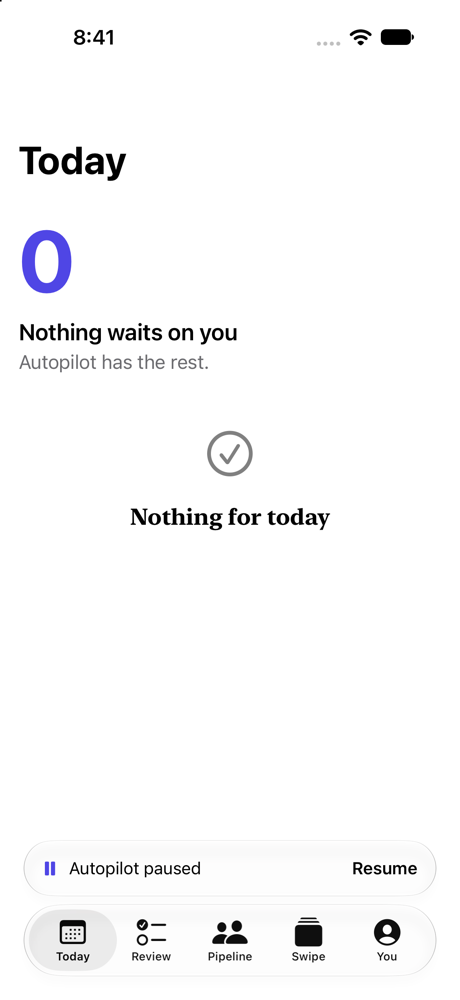 8:41
Today
0
Nothing waits on you
Autopilot has the rest.
Nothing for today
Autopilot paused
Resume
Today
Review
Pipeline
Swipe
You